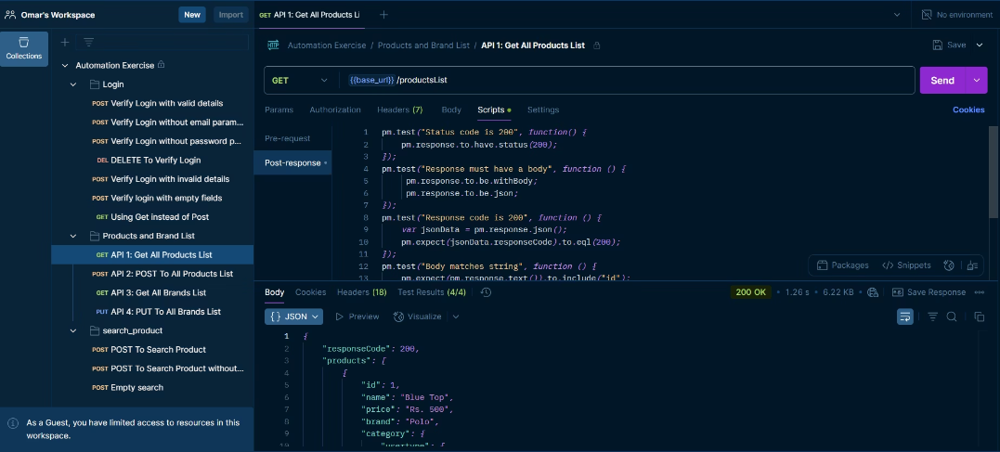 Omar's Workspace
New
Import
GET API 1: Get All Products Li
No environment
Collections
Automation Exercise
Login
POST Verify Login with valid details
POST Verify Login without email param...
POST Verify Login without password p...
DEL DELETE To Verify Login
POST Verify Login with invalid details
POST Verify login with empty fields
GET Using Get instead of Post
Products and Brand List
GET API 1: Get All Products List
POST API 2: POST To All Products List
GET API 3: Get All Brands List
PUT API 4: PUT To All Brands List
search_product
POST POST To Search Product
POST POST To Search Product without...
POST Empty search
As a Guest, you have limited access to resources in this
workspace.
Automation Exercise / Products and Brand List / API 1: Get All Products List
Save
GET
{{base_url}} /productsList
Send
Params Authorization Headers (7) Body Scripts Settings
Cookies
Pre-request
Post-response
1 pm.test("Status code is 200", function() {
2 pm.response.to.have.status(200);
3 });
4 pm.test("Response must have a body", function () {
5 pm.response.to.be.withBody;
6 pm.response.to.be.json;
7 });
8 pm.test("Response code is 200", function () {
9 var jsonData = pm.response.json();
10 pm.expect(jsonData.responseCode).to.eql(200);
11 });
12 pm.test("Body matches string", function () {
13 pm.expect(pm.response.text()).to.include("id");
Packages
</> Snippets
Body Cookies Headers (18) Test Results (4/4)
200 OK • 1.26 s • 6.22 KB •
Save Response
{} JSON
Preview
Visualize
1 {
2 "responseCode": 200,
3 "products": [
4 {
5 "id": 1,
6 "name": "Blue Top",
7 "price": "Rs. 500",
8 "brand": "Polo",
9 "category": {
10 "usertype": {